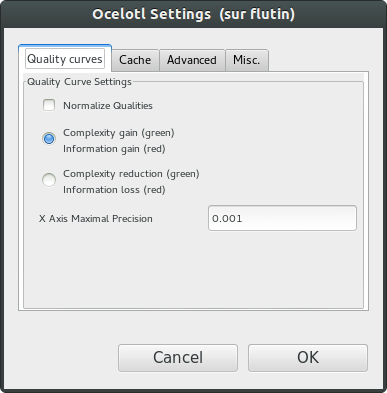 Ocelotl Settings (sur flutin)
Quality curves Cache Advanced Misc.
Quality Curve Settings
Normalize Qualities
Complexity gain (green)
Information gain (red)
Complexity reduction (green)
Information loss (red)
X Axis Maximal Precision 0.001
Cancel OK